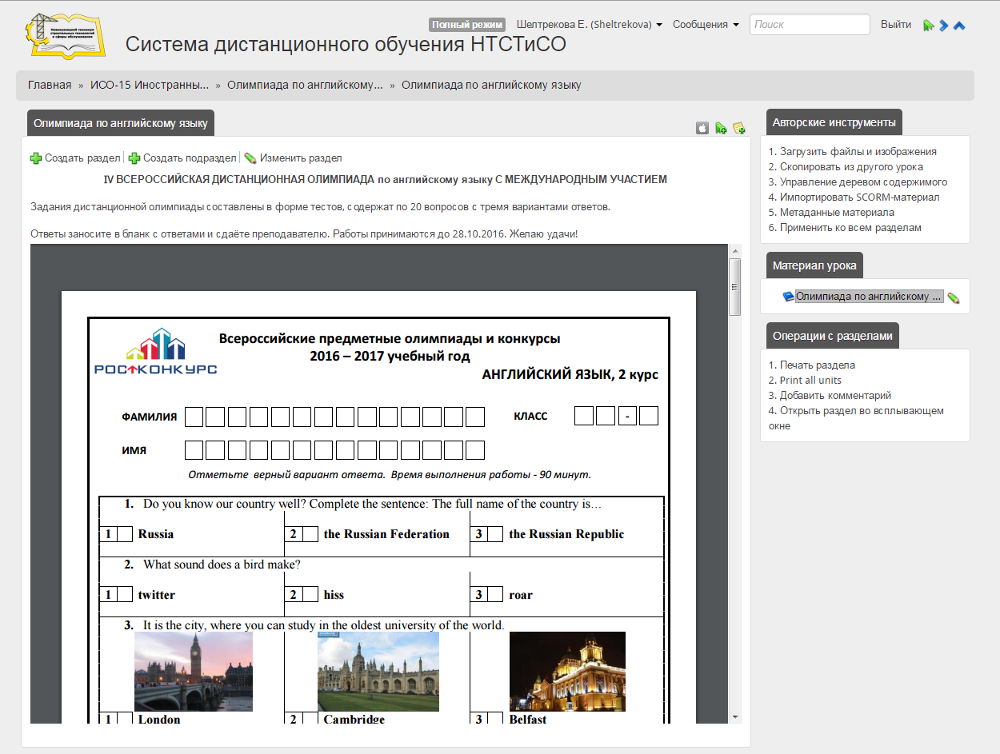 Новокузнецкий техникум
строительных технологий
и сферы обслуживания
Полный режим
Шелтрекова Е. (Sheltrekova)
Сообщения
Поиск
Выйти
Система дистанционного обучения НТСТиСО
Главная » ИСО-15 Иностранны... » Олимпиада по английскому... » Олимпиада по английскому языку
Олимпиада по английскому языку
Создать раздел
Создать подраздел
Изменить раздел
IV ВСЕРОССИЙСКАЯ ДИСТАНЦИОННАЯ ОЛИМПИАДА по английскому языку С МЕЖДУНАРОДНЫМ УЧАСТИЕМ
Задания дистанционной олимпиады составлены в форме тестов, содержат по 20 вопросов с тремя вариантами ответов.
Ответы заносите в бланк с ответами и сдаёте преподавателю. Работы принимаются до 28.10.2016. Желаю удачи!
РОСТКОНКУРС
Всероссийские предметные олимпиады и конкурсы
2016 – 2017 учебный год
АНГЛИЙСКИЙ ЯЗЫК, 2 курс
ФАМИЛИЯ
КЛАСС
-
ИМЯ
Отметьте верный вариант ответа. Время выполнения работы - 90 минут.
1. Do you know our country well? Complete the sentence: The full name of the country is…
1 Russia
2 the Russian Federation
3 the Russian Republic
2. What sound does a bird make?
1 twitter
2 hiss
3 roar
3. It is the city, where you can study in the oldest university of the world.
1 London
2 Cambridge
3 Belfast
Авторские инструменты
1. Загрузить файлы и изображения
2. Скопировать из другого урока
3. Управление деревом содержимого
4. Импортировать SCORM-материал
5. Метаданные материала
6. Применить ко всем разделам
Материал урока
Олимпиада по английскому ...
Операции с разделами
1. Печать раздела
2. Print all units
3. Добавить комментарий
4. Открыть раздел во всплывающем
окне